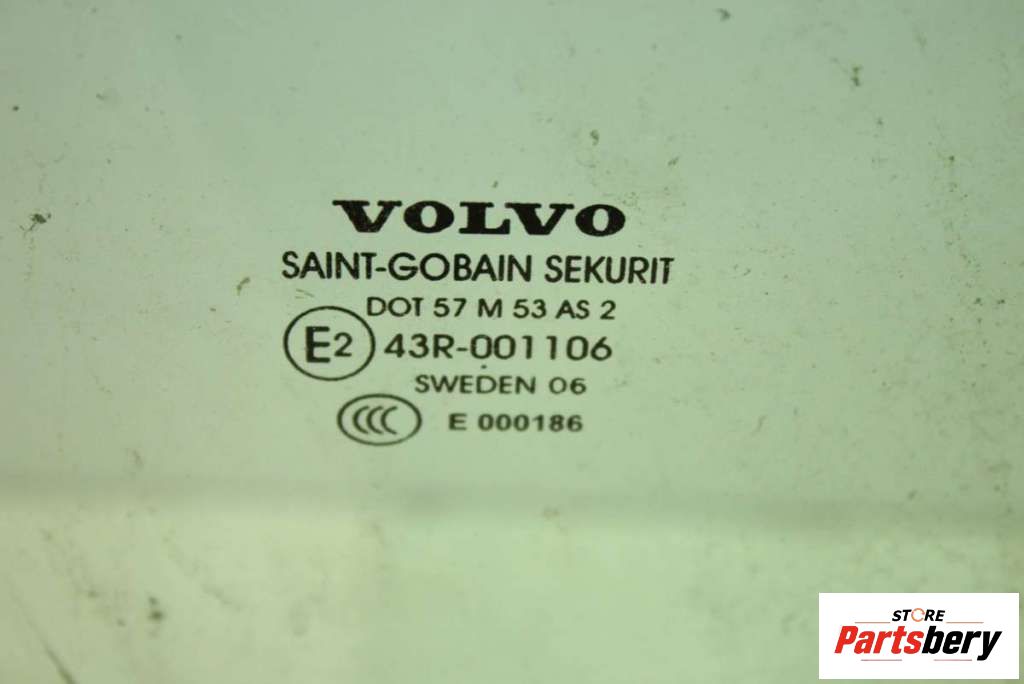 VOLVO
SAINT-GOBAIN SEKURIT
DOT 57 M 53 AS 2
E2 43R-001106
SWEDEN 06
CCC E 000186
STORE
Partsbery